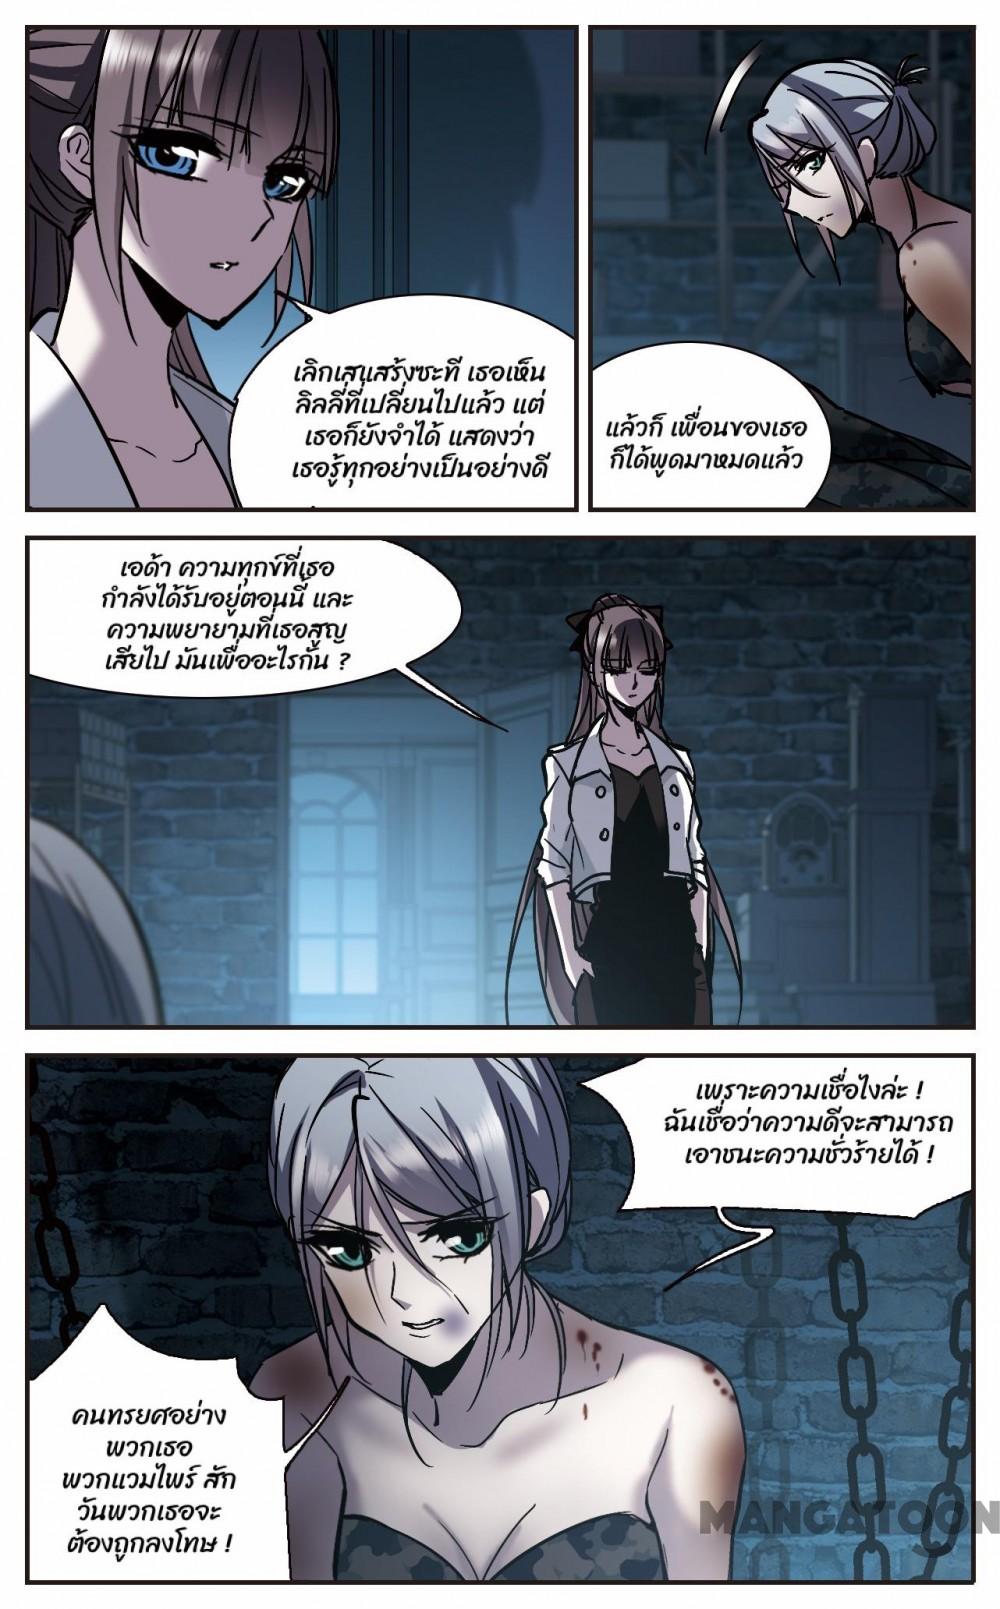 เลิกเสแสร้งซะที เธอเห็น
ลิลลี่ที่เปลี่ยนไปแล้ว แต่
เธอก็ยังจำได้ แสดงว่า
เธอรู้ทุกอย่างเป็นอย่างดี
แล้วก็ เพื่อนของเธอ
ก็ได้พูดมาหมดแล้ว
เอด้า ความทุกข์ที่เธอ
กำลังได้รับอยู่ตอนนี้ และ
ความพยายามที่เธอสูญ
เสียไป มันเพื่ออะไรกัน ?
เพราะความเชื่อไงล่ะ !
ฉันเชื่อว่าความดีจะสามารถ
เอาชนะความชั่วร้ายได้ !
คนทรยศอย่าง
พวกเธอ
พวกแวมไพร์ สัก
วันพวกเธอจะ
ต้องถูกลงโทษ !
MANGATOON